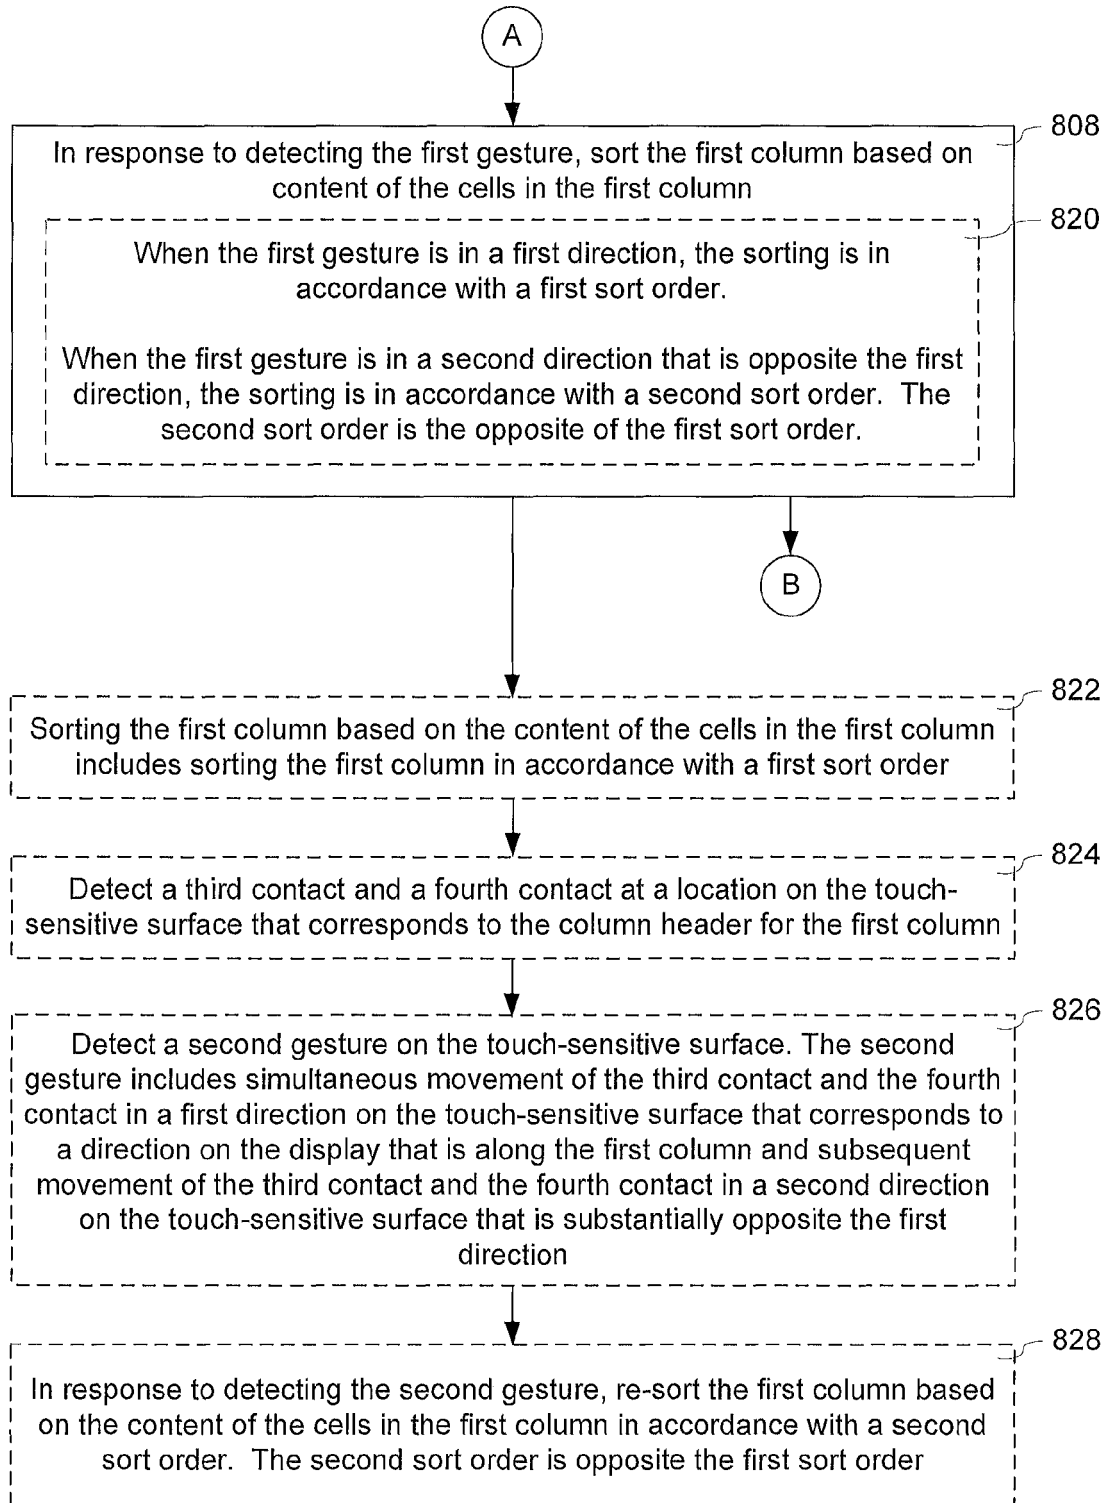 A
808
In response to detecting the first gesture, sort the first column based on
content of the cells in the first column
820
When the first gesture is in a first direction, the sorting is in
accordance with a first sort order.
When the first gesture is in a second direction that is opposite the first
direction, the sorting is in accordance with a second sort order.  The
second sort order is the opposite of the first sort order.
B
822
Sorting the first column based on the content of the cells in the first column
includes sorting the first column in accordance with a first sort order
824
Detect a third contact and a fourth contact at a location on the touch-
sensitive surface that corresponds to the column header for the first column
826
Detect a second gesture on the touch-sensitive surface. The second
gesture includes simultaneous movement of the third contact and the fourth
contact in a first direction on the touch-sensitive surface that corresponds to
a direction on the display that is along the first column and subsequent
movement of the third contact and the fourth contact in a second direction
on the touch-sensitive surface that is substantially opposite the first
direction
828
In response to detecting the second gesture, re-sort the first column based
on the content of the cells in the first column in accordance with a second
sort order.  The second sort order is opposite the first sort order